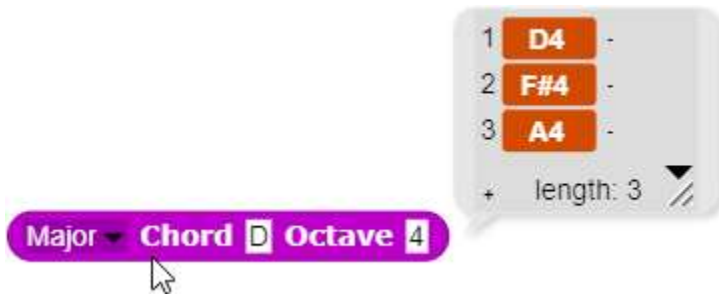 1 D4 -
2 F#4 -
3 A4 -
+ length: 3
Major Chord D Octave 4